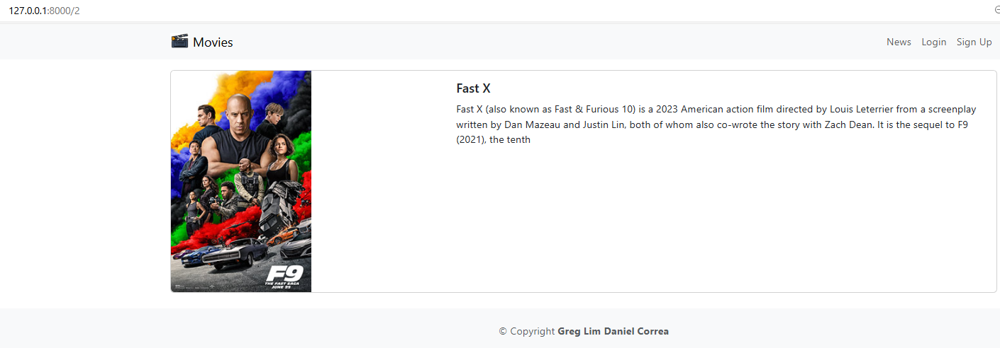 127.0.0.1:8000/2
Movies
News Login Sign Up
Fast X
Fast X (also known as Fast & Furious 10) is a 2023 American action film directed by Louis Leterrier from a screenplay
written by Dan Mazeau and Justin Lin, both of whom also co-wrote the story with Zach Dean. It is the sequel to F9
(2021), the tenth
F9
THE FAST SAGA
JUNE 25
© Copyright Greg Lim Daniel Correa